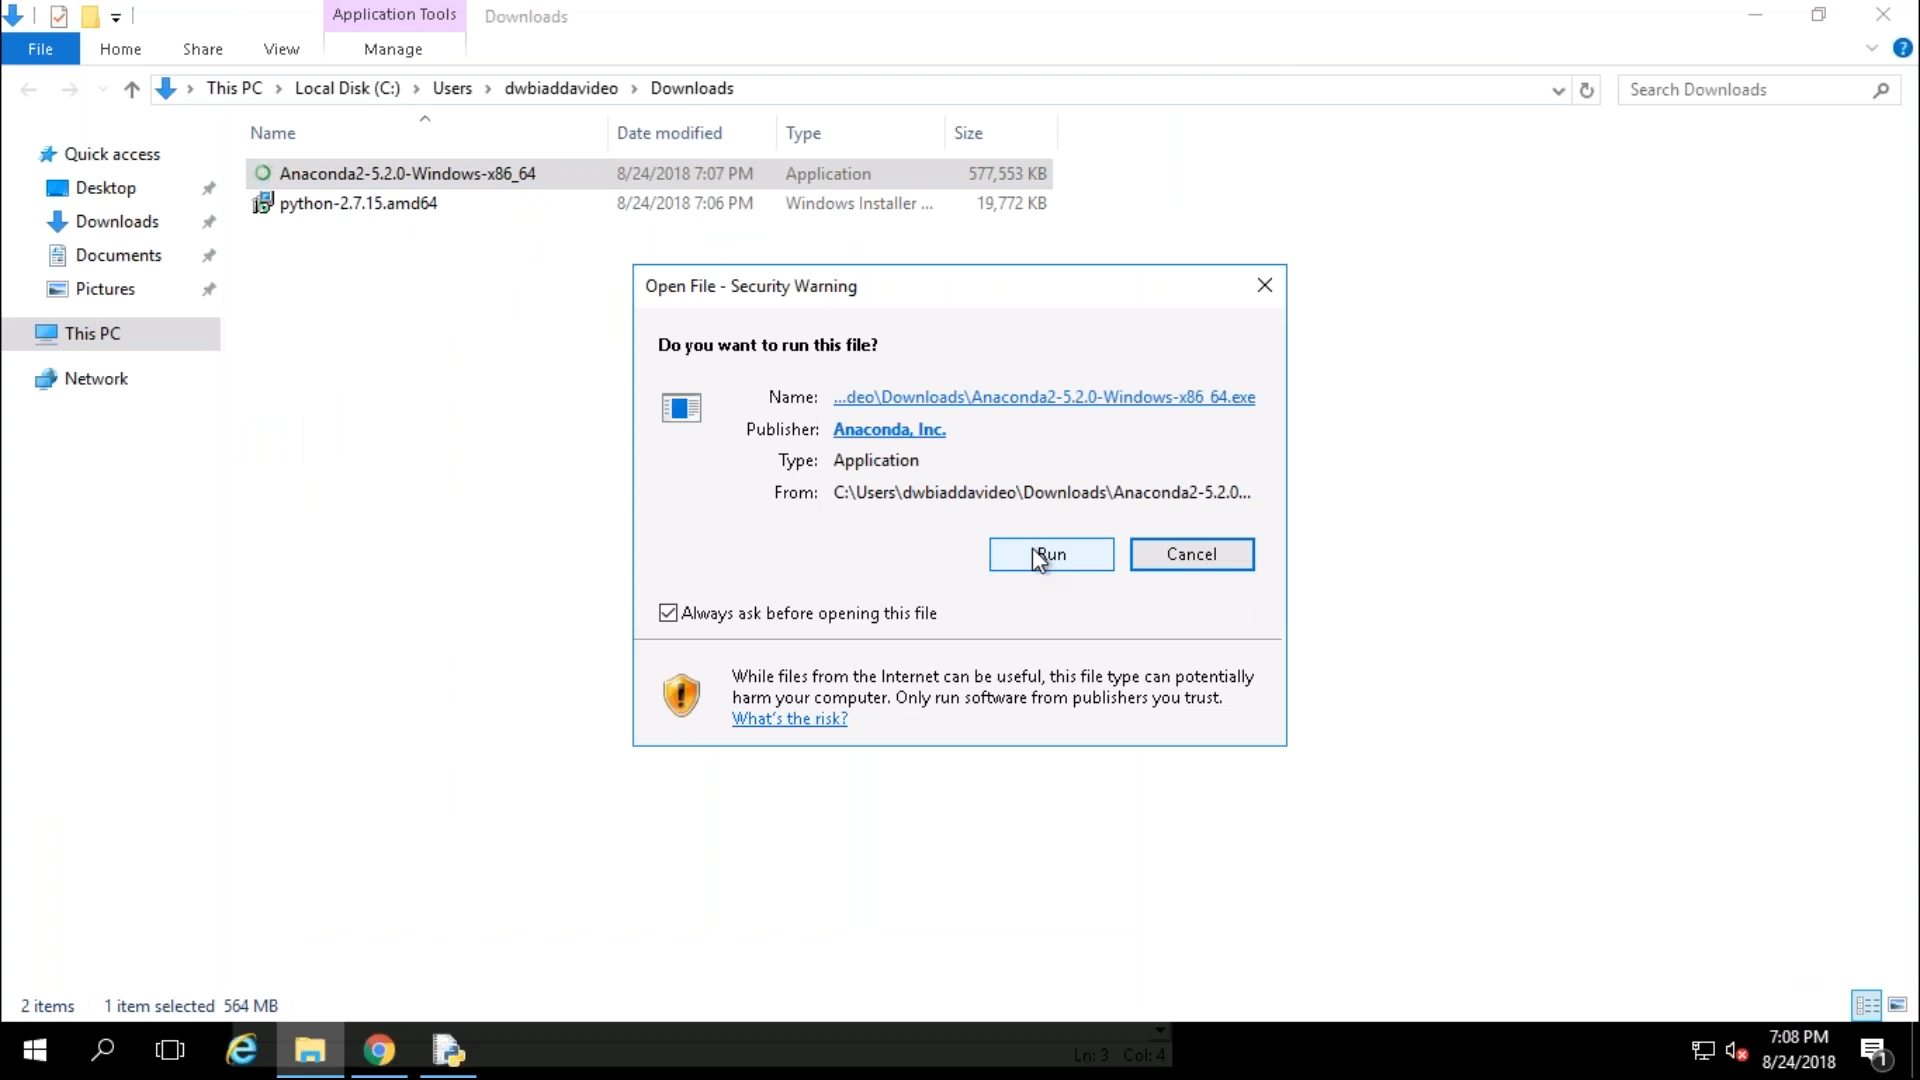 Application Tools
Downloads
File
Home
Share
View
Manage
This PC
Local Disk (C:)
Users
dwbiaddavideo
Downloads
Search Downloads
Name
Date modified
Type
Size
Quick access
Desktop
Downloads
Documents
Pictures
This PC
Network
Anaconda2-5.2.0-Windows-x86_64
8/24/2018 7:07 PM
Application
577,553 KB
python-2.7.15.amd64
8/24/2018 7:06 PM
Windows Installer ...
19,772 KB
Open File - Security Warning
Do you want to run this file?
Name: ...deo\Downloads\Anaconda2-5.2.0-Windows-x86_64.exe
Publisher: Anaconda, Inc.
Type: Application
From: C:\Users\dwbiaddavideo\Downloads\Anaconda2-5.2.0...
Run
Cancel
Always ask before opening this file
While files from the Internet can be useful, this file type can potentially
harm your computer. Only run software from publishers you trust.
What's the risk?
2 items
1 item selected 564 MB
Ln: 3 Col: 4
7:08 PM
8/24/2018
1